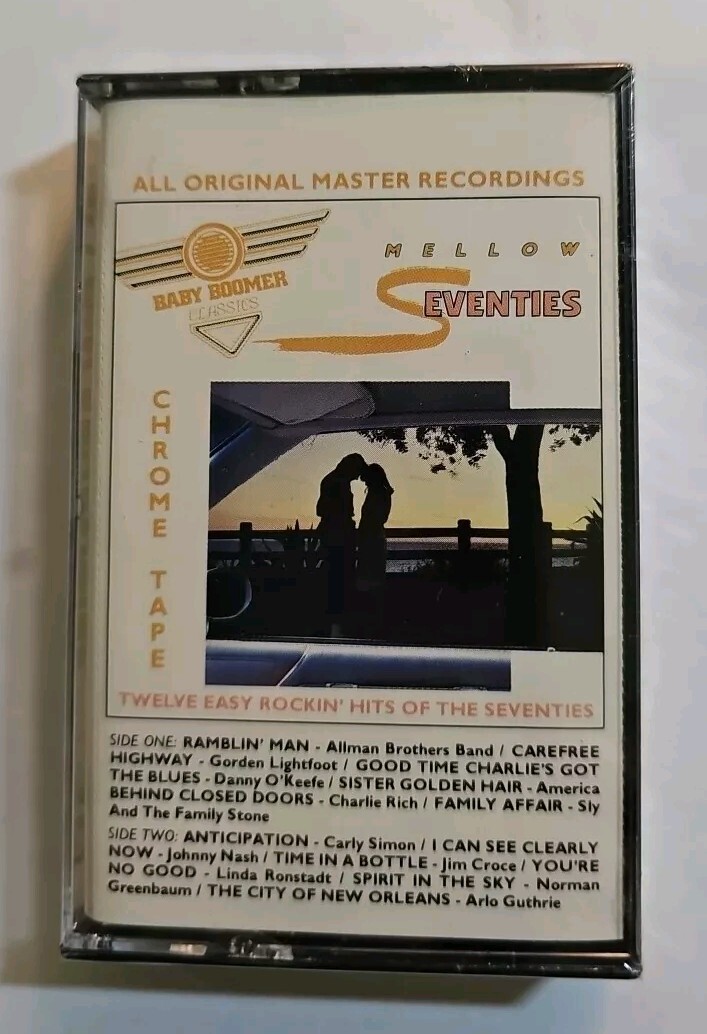 ALL ORIGINAL MASTER RECORDINGS
BABY BOOMER
CLASSICS
MELLOW
SEVENTIES
CHROME TAPE
TWELVE EASY ROCKIN' HITS OF THE SEVENTIES
SIDE ONE: RAMBLIN' MAN - Allman Brothers Band / CAREFREE
HIGHWAY - Gorden Lightfoot / GOOD TIME CHARLIE'S GOT
THE BLUES - Danny O'Keefe / SISTER GOLDEN HAIR - America
BEHIND CLOSED DOORS - Charlie Rich / FAMILY AFFAIR - Sly
And The Family Stone
SIDE TWO: ANTICIPATION - Carly Simon / I CAN SEE CLEARLY
NOW - Johnny Nash / TIME IN A BOTTLE - Jim Croce / YOU'RE
NO GOOD - Linda Ronstadt / SPIRIT IN THE SKY - Norman
Greenbaum / THE CITY OF NEW ORLEANS - Arlo Guthrie